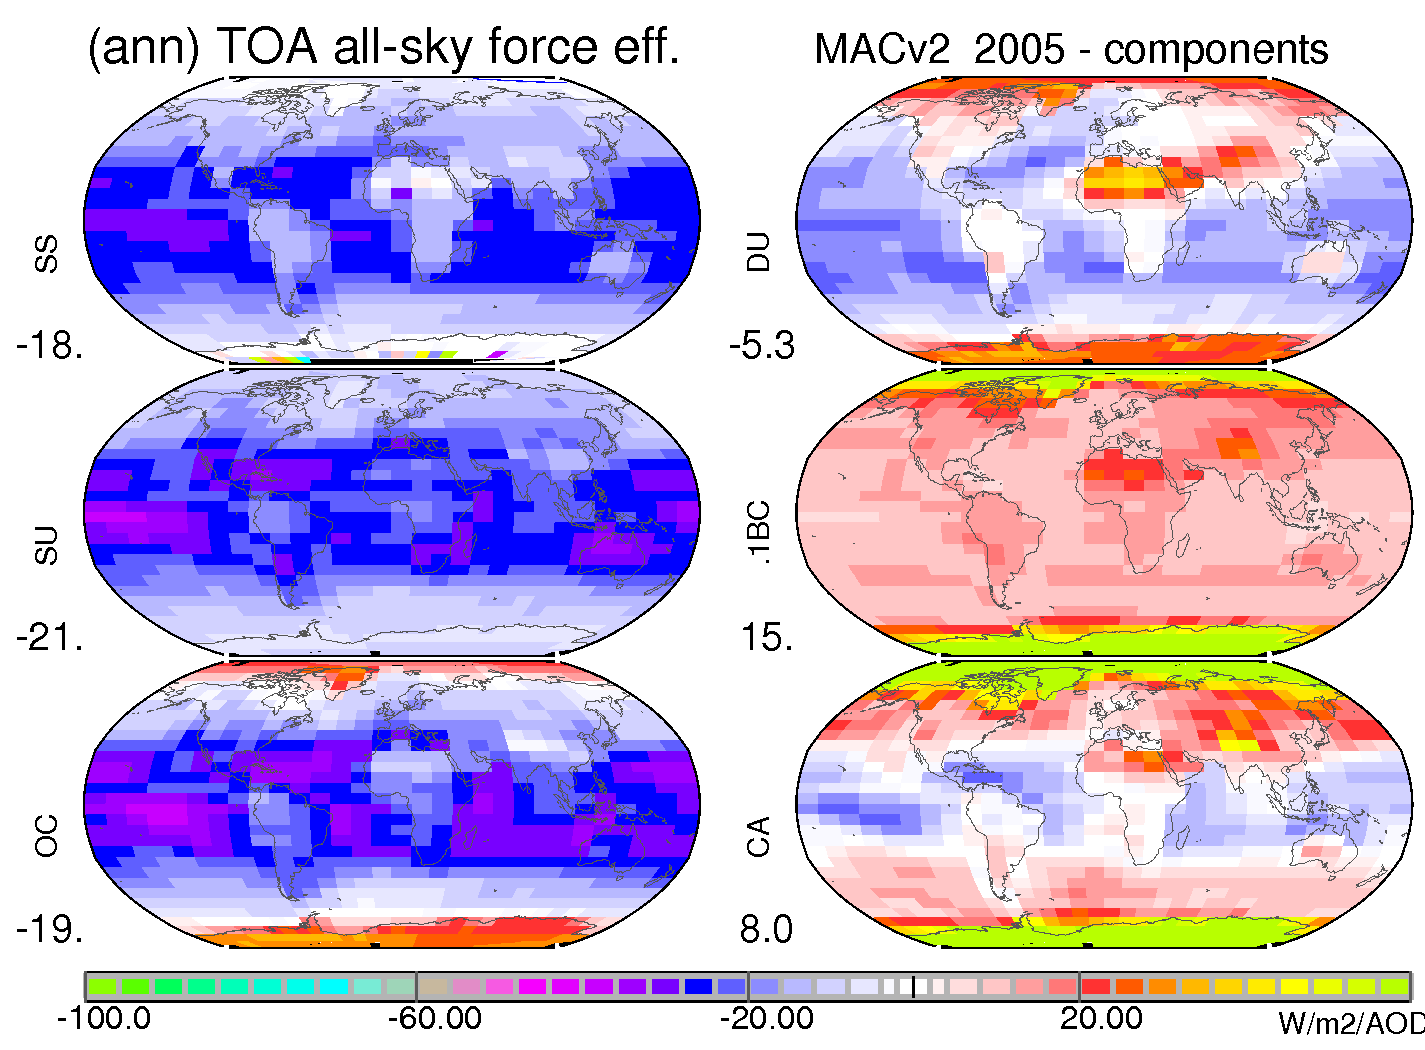 (ann) TOA all-sky force eff.
MACv2 2005 - components
SS
-18.
DU
-5.3
SU
-21.
.1BC
15.
OC
-19.
CA
8.0
-100.0 -60.00 -20.00 20.00 W/m2/AOD